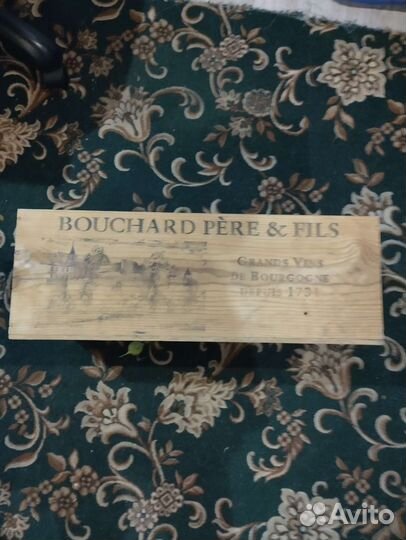 BOUCHARD PÈRE & FILS
GRANDS VINS
DE BOURGOGNE
DEPUIS 1731
Avito